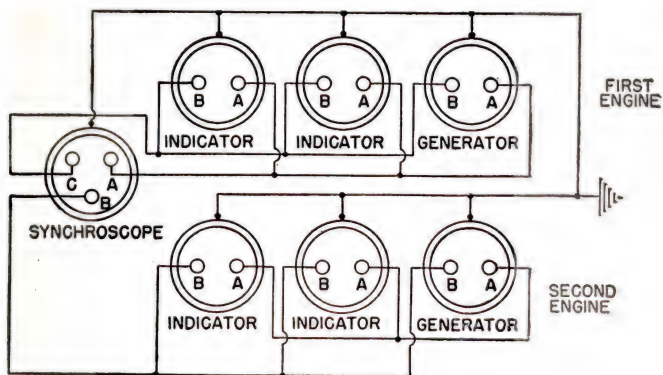 B A B A B A
INDICATOR INDICATOR GENERATOR
FIRST
ENGINE
C A
B
SYNCHROSCOPE
B A B A B A
INDICATOR INDICATOR GENERATOR
SECOND
ENGINE